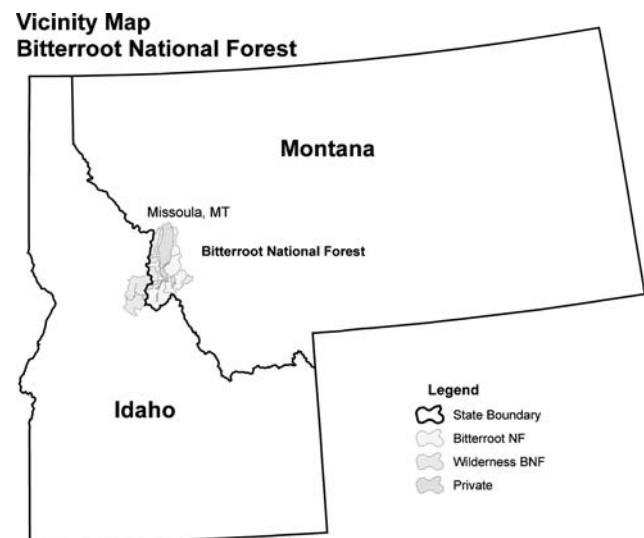 Vicinity Map
Bitterroot National Forest
Montana
Missoula, MT
Bitterroot National Forest
Idaho
Legend
State Boundary
Bitterroot NF
Wilderness BNF
Private